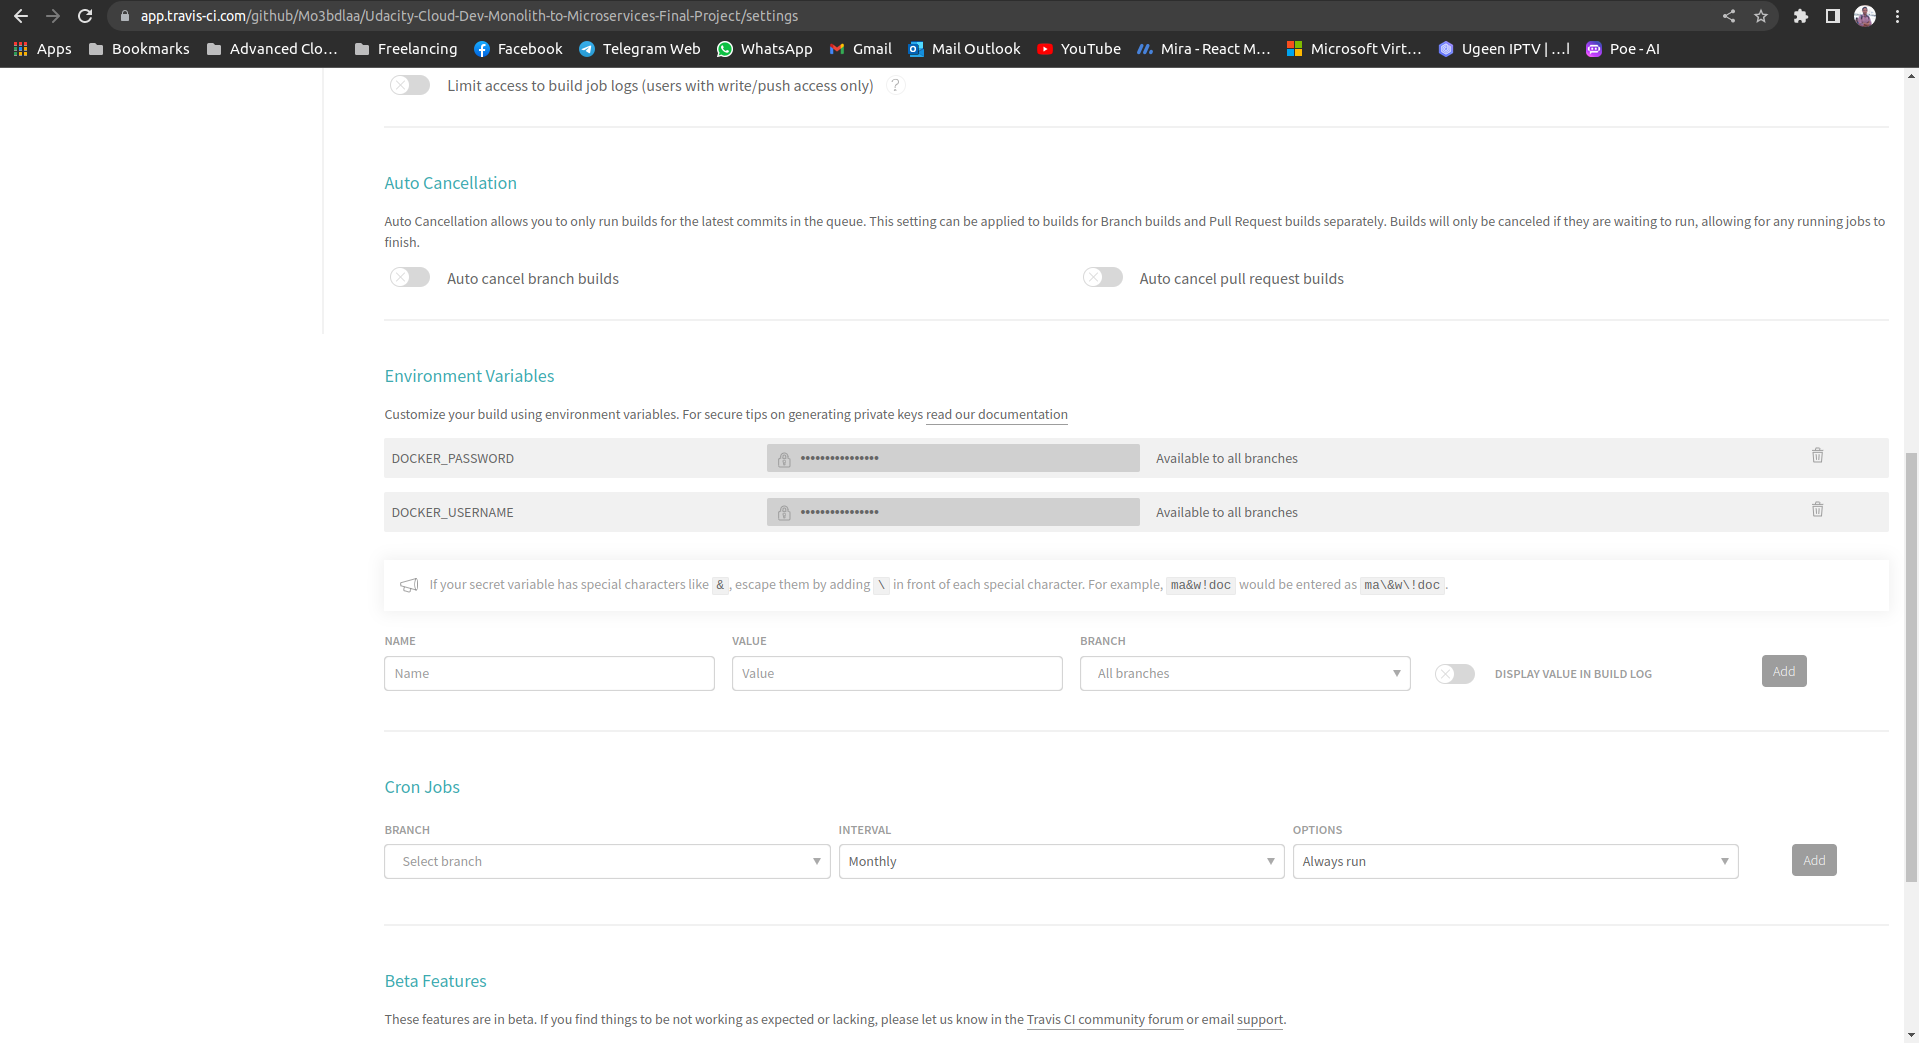 app.travis-ci.com/github/Mo3bdlaa/Udacity-Cloud-Dev-Monolith-to-Microservices-Final-Project/settings
Apps Bookmarks Advanced Clo... Freelancing Facebook Telegram Web WhatsApp Gmail Mail Outlook YouTube Mira - React M... Microsoft Virt... Ugeen IPTV | ...l Poe - AI
Limit access to build job logs (users with write/push access only) ?
Auto Cancellation
Auto Cancellation allows you to only run builds for the latest commits in the queue. This setting can be applied to builds for Branch builds and Pull Request builds separately. Builds will only be canceled if they are waiting to run, allowing for any running jobs to
finish.
Auto cancel branch builds Auto cancel pull request builds
Environment Variables
Customize your build using environment variables. For secure tips on generating private keys read our documentation
DOCKER_PASSWORD •••••••••••••••• Available to all branches
DOCKER_USERNAME •••••••••••••••• Available to all branches
If your secret variable has special characters like &, escape them by adding \ in front of each special character. For example, ma&w!doc would be entered as ma\&w\!doc.
NAME VALUE BRANCH
Name Value All branches DISPLAY VALUE IN BUILD LOG Add
Cron Jobs
BRANCH INTERVAL OPTIONS
Select branch Monthly Always run Add
Beta Features
These features are in beta. If you find things to be not working as expected or lacking, please let us know in the Travis CI community forum or email support.